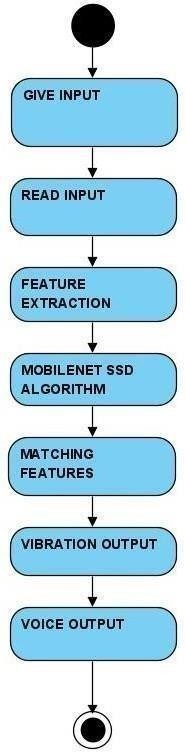 GIVE INPUT
READ INPUT
FEATURE
EXTRACTION
MOBILENET SSD
ALGORITHM
MATCHING
FEATURES
VIBRATION OUTPUT
VOICE OUTPUT